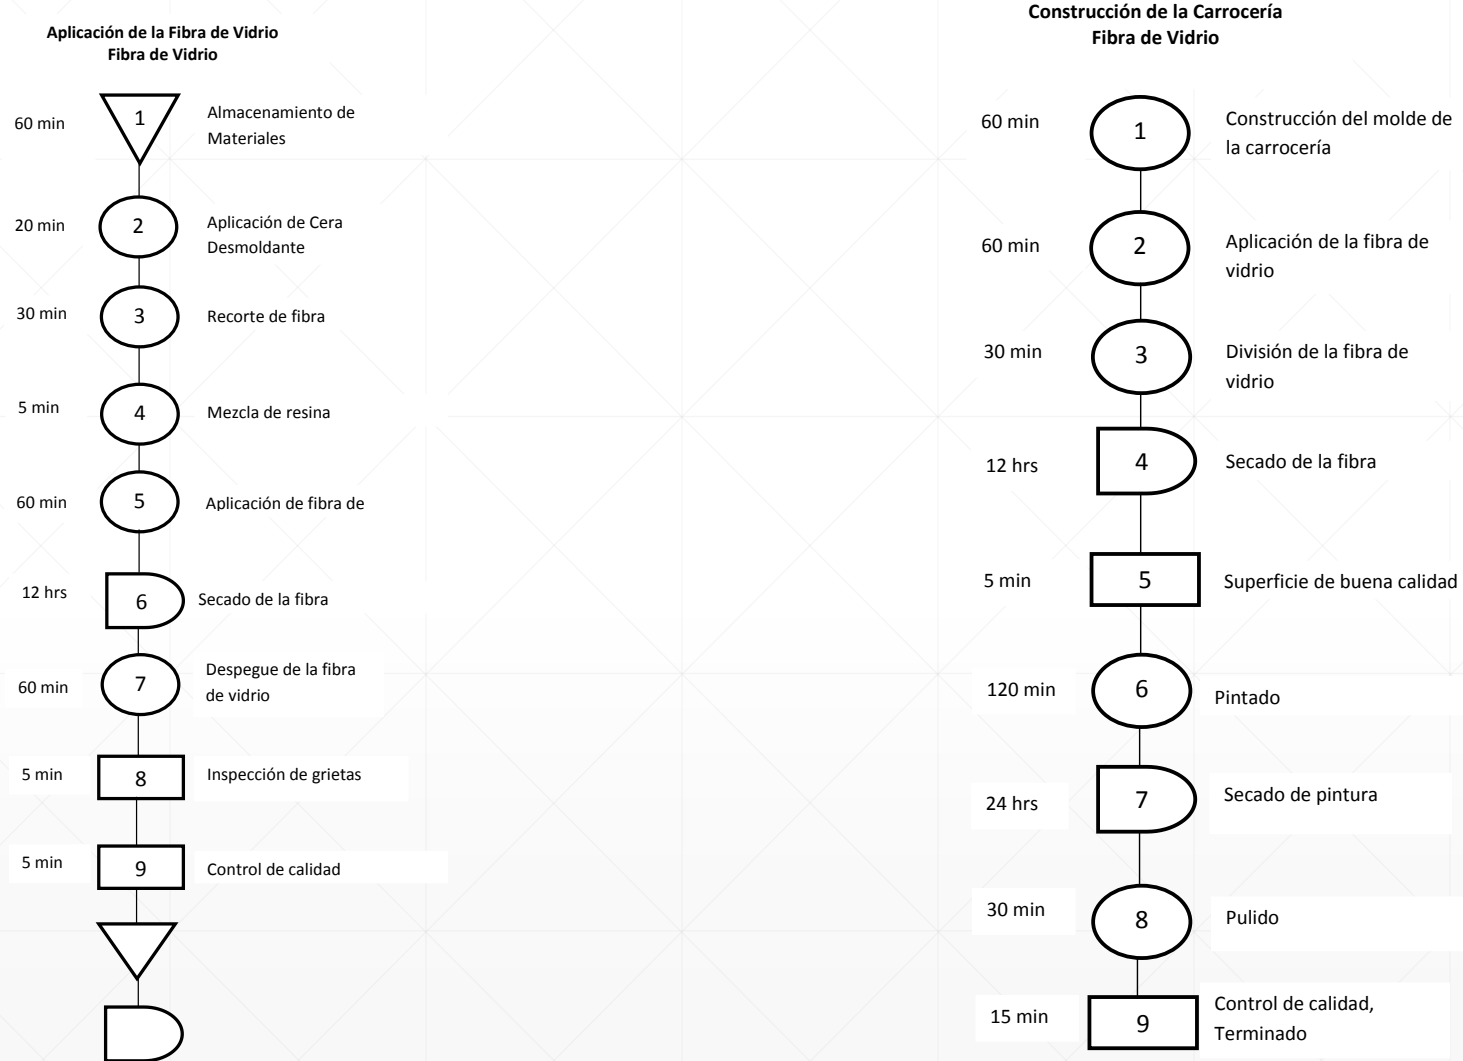 Aplicación de la Fibra de Vidrio
Fibra de Vidrio
60 min
1
Almacenamiento de
Materiales
20 min
2
Aplicación de Cera
Desmoldante
30 min
3
Recorte de fibra
5 min
4
Mezcla de resina
60 min
5
Aplicación de fibra de
12 hrs
6
Secado de la fibra
60 min
7
Despegue de la fibra
de vidrio
5 min
8
Inspección de grietas
5 min
9
Control de calidad
Construcción de la Carrocería
Fibra de Vidrio
60 min
1
Construcción del molde de
la carrocería
60 min
2
Aplicación de la fibra de
vidrio
30 min
3
División de la fibra de
vidrio
12 hrs
4
Secado de la fibra
5 min
5
Superficie de buena calidad
120 min
6
Pintado
24 hrs
7
Secado de pintura
30 min
8
Pulido
15 min
9
Control de calidad,
Terminado